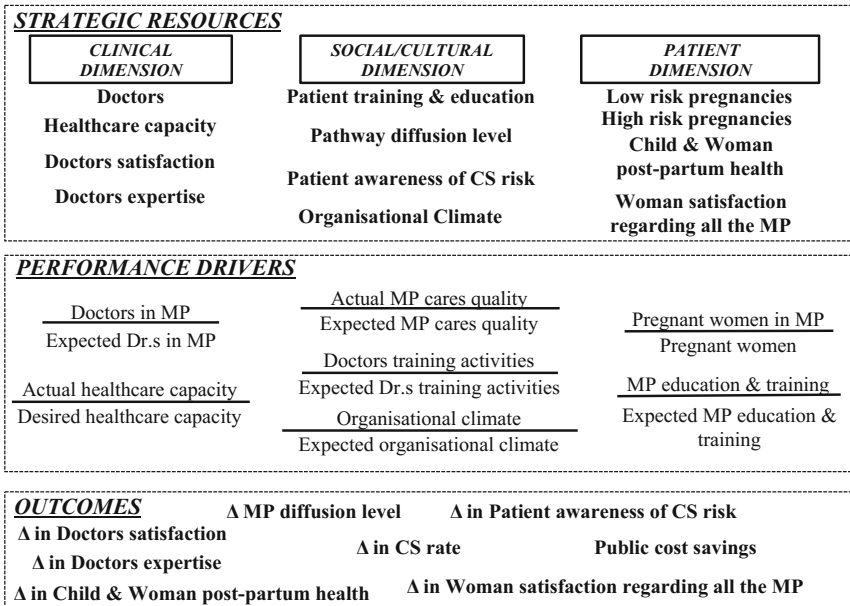 STRATEGIC RESOURCES
CLINICAL
DIMENSION
Doctors
Healthcare capacity
Doctors satisfaction
Doctors expertise
SOCIAL/CULTURAL
DIMENSION
Patient training & education
Pathway diffusion level
Patient awareness of CS risk
Organisational Climate
PATIENT
DIMENSION
Low risk pregnancies
High risk pregnancies
Child & Woman
post-partum health
Woman satisfaction
regarding all the MP
PERFORMANCE DRIVERS
Doctors in MP
Expected Dr.s in MP
Actual healthcare capacity
Desired healthcare capacity
Actual MP cares quality
Expected MP cares quality
Doctors training activities
Expected Dr.s training activities
Organisational climate
Expected organisational climate
Pregnant women in MP
Pregnant women
MP education & training
Expected MP education &
training
OUTCOMES
Δ MP diffusion level
Δ in Patient awareness of CS risk
Δ in Doctors satisfaction
Δ in CS rate
Public cost savings
Δ in Doctors expertise
Δ in Child & Woman post-partum health
Δ in Woman satisfaction regarding all the MP